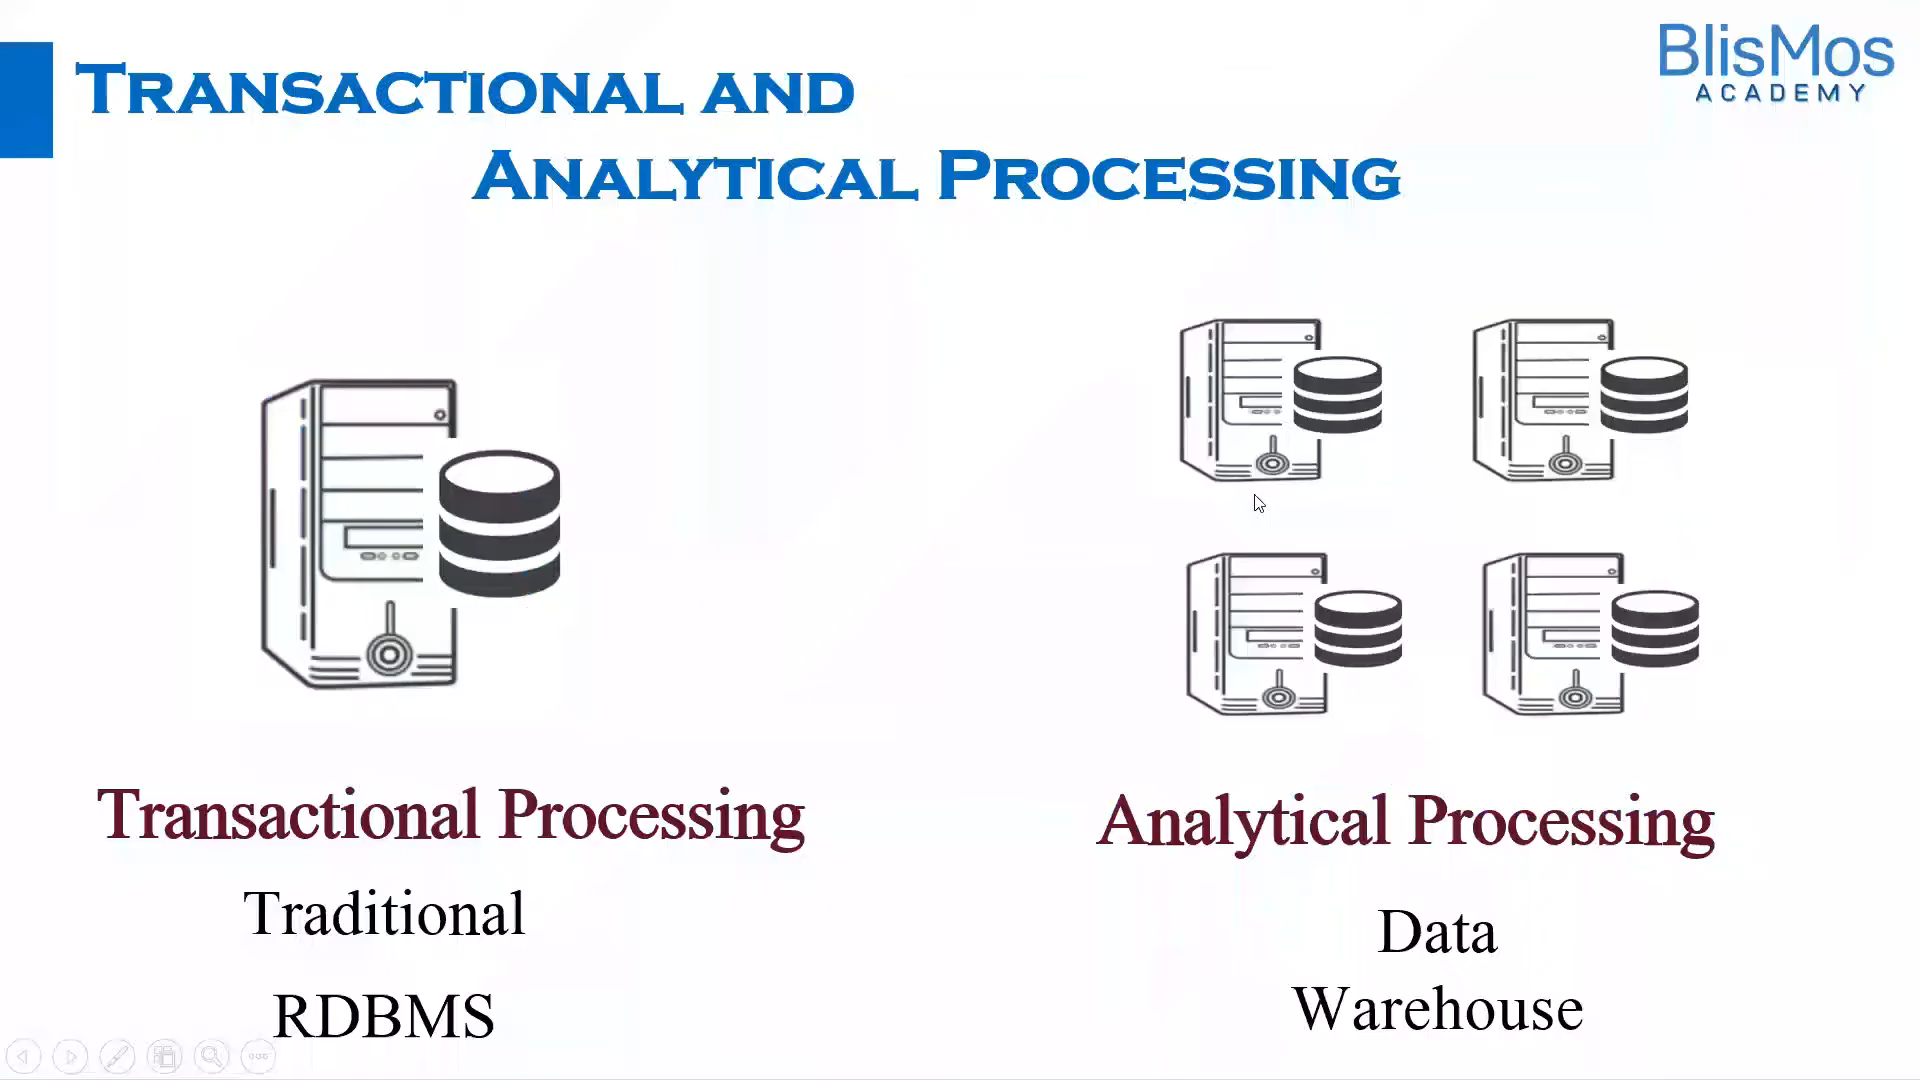 TRANSACTIONAL AND
ANALYTICAL PROCESSING
BlisMos
ACADEMY
Transactional Processing
Traditional
RDBMS
Analytical Processing
Data
Warehouse